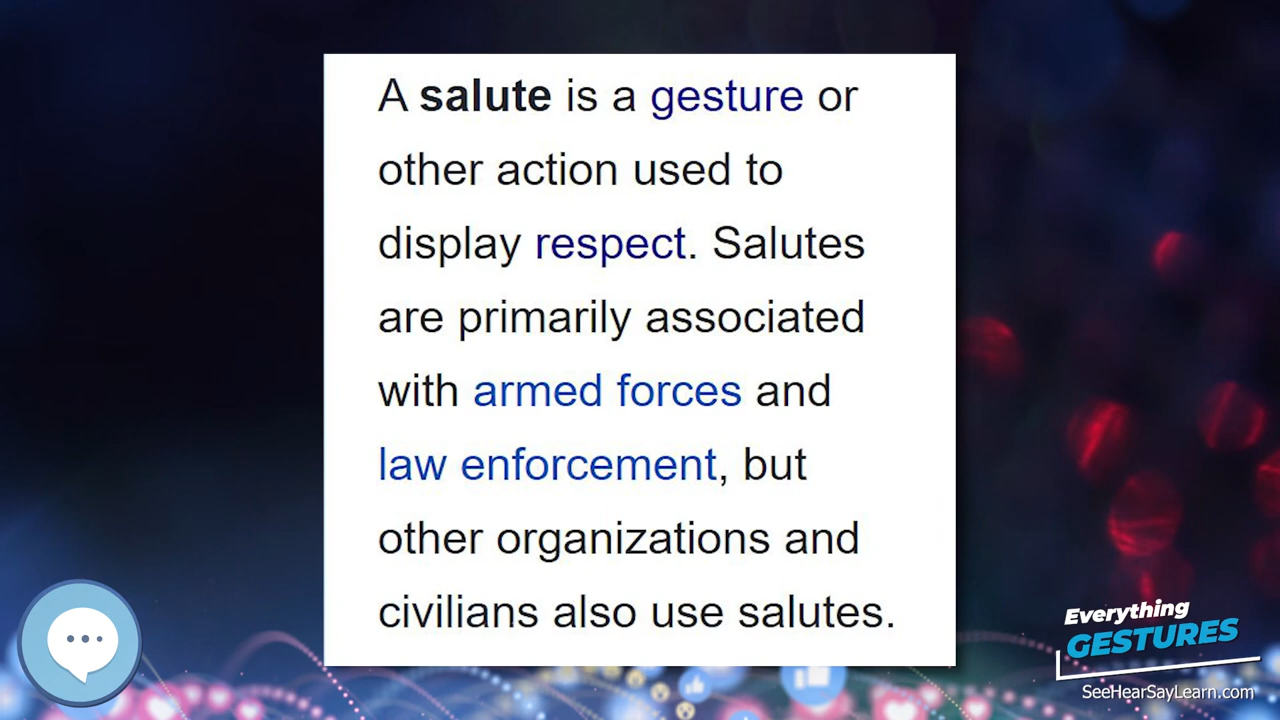 A salute is a gesture or
other action used to
display respect. Salutes
are primarily associated
with armed forces and
law enforcement, but
other organizations and
civilians also use salutes.
Everything
GESTURES
SeeHearSayLearn.com